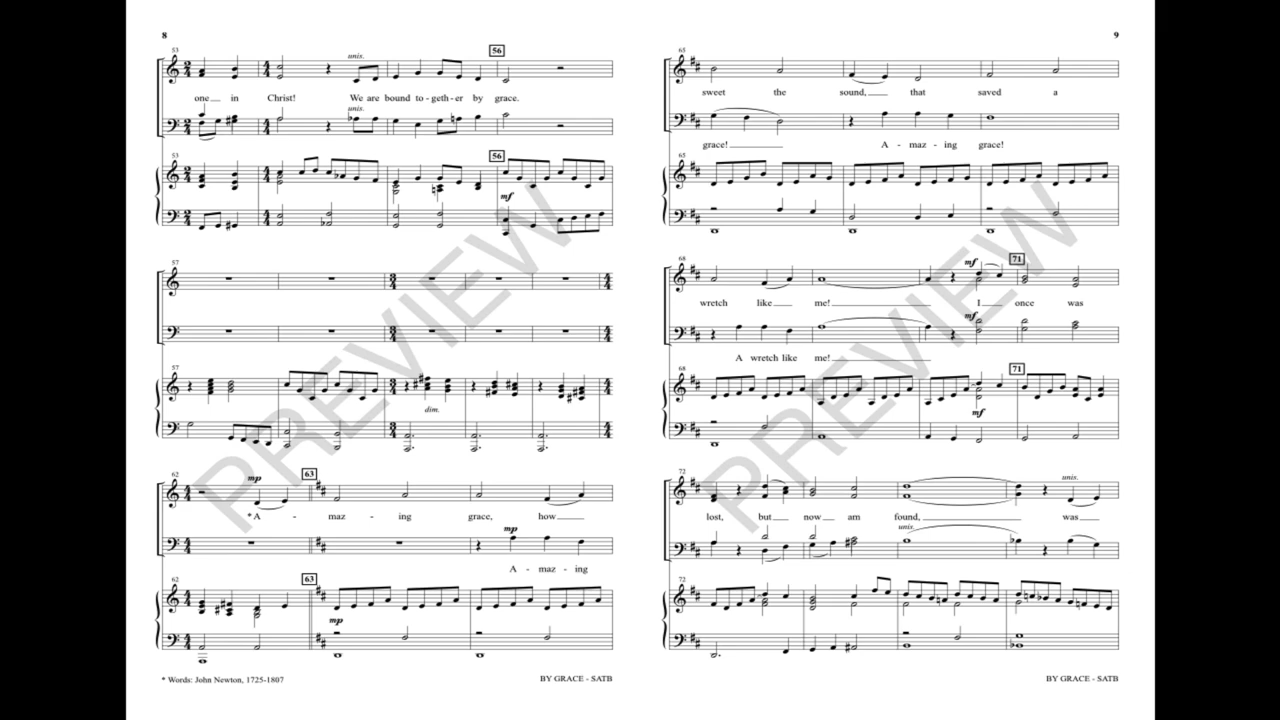 8
53
unis.
56
one in Christ! We are bound to - geth - er by grace.
unis.
53
56
mf
57
57
dim.
62
mp
63
*A - maz - ing grace, how
mp
A - maz - ing
62
63
mp
* Words: John Newton, 1725-1807
BY GRACE - SATB
9
65
sweet the sound, that saved a
grace! A - maz - ing grace!
65
68
mf
71
wretch like me! I once was
mf
A wretch like me!
68
71
mf
72
unis.
lost, but now am found, was
unis.
72
BY GRACE - SATB
PREVIEW
PREVIEW